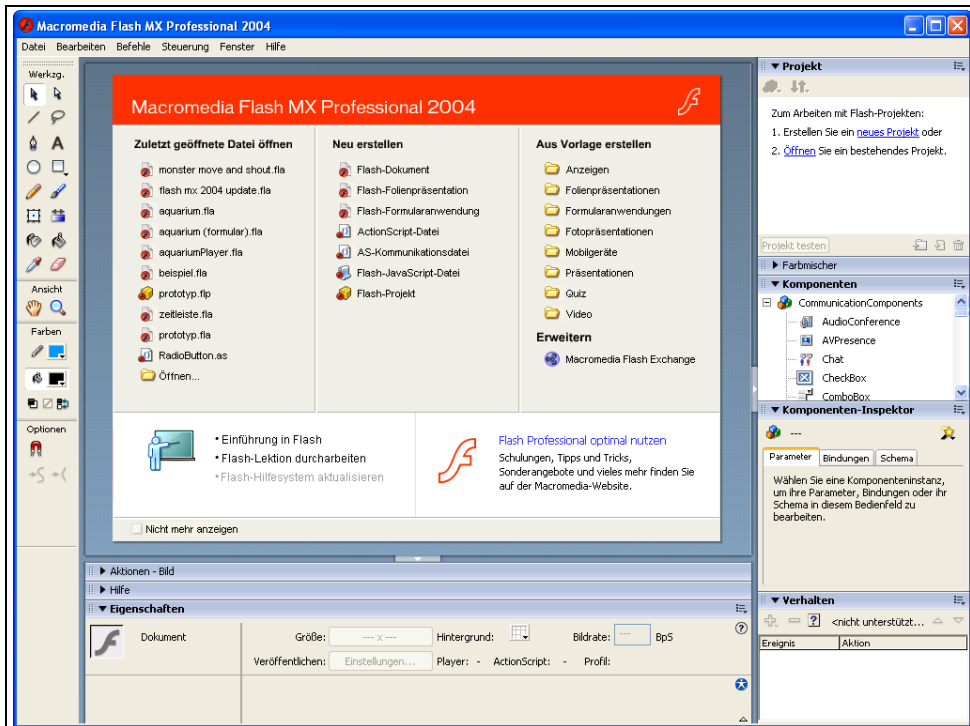 Macromedia Flash MX Professional 2004
Datei Bearbeiten Befehle Steuerung Fenster Hilfe
Werkzg.
A
Ansicht
Farben
Optionen
Macromedia Flash MX Professional 2004
Zuletzt geöffnete Datei öffnen
monster move and shout.fla
flash mx 2004 update.fla
aquarium.fla
aquarium (formular).fla
aquariumPlayer.fla
beispiel.fla
prototyp.flp
zeitleiste.fla
prototyp.fla
RadioButton.as
Öffnen...
Neu erstellen
Flash-Dokument
Flash-Folienpräsentation
Flash-Formularanwendung
ActionScript-Datei
AS-Kommunikationsdatei
Flash-JavaScript-Datei
Flash-Projekt
Aus Vorlage erstellen
Anzeigen
Folienpräsentationen
Formularanwendungen
Fotopräsentationen
Mobilgeräte
Präsentationen
Quiz
Video
Erweitern
Macromedia Flash Exchange
• Einführung in Flash
• Flash-Lektion durcharbeiten
• Flash-Hilfesystem aktualisieren
Flash Professional optimal nutzen
Schulungen, Tipps und Tricks,
Sonderangebote und vieles mehr finden Sie
auf der Macromedia-Website.
Nicht mehr anzeigen
Aktionen - Bild
Hilfe
Eigenschaften
Dokument
Größe: --- x --- Hintergrund: Bildrate: --- BpS
Veröffentlichen: Einstellungen... Player: - ActionScript: - Profil:
Projekt
Zum Arbeiten mit Flash-Projekten:
1. Erstellen Sie ein neues Projekt oder
2. Öffnen Sie ein bestehendes Projekt.
Projekt testen
Farbmischer
Komponenten
CommunicationComponents
AudioConference
AVPresence
Chat
CheckBox
ComboBox
Komponenten-Inspektor
---
Parameter Bindungen Schema
Wählen Sie eine Komponenteninstanz,
um ihre Parameter, Bindungen oder ihr
Schema in diesem Bedienfeld zu
bearbeiten.
Verhalten
<nicht unterstützt...
Ereignis Aktion